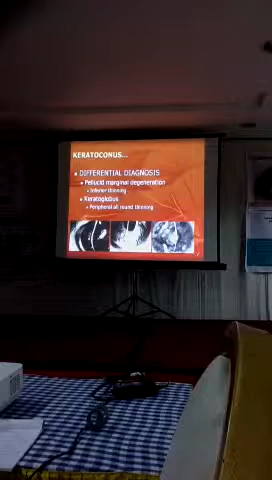 KERATOCONUS...
DIFFERENTIAL DIAGNOSIS
Pellucid marginal degeneration
Inferior thinning
Keratoglobus
Peripheral all round thinning